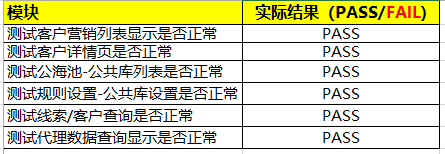 模块 实际结果（PASS/FAIL）
测试客户营销列表显示是否正常 PASS
测试客户详情页是否正常 PASS
测试公海池-公共库列表是否正常 PASS
测试规则设置-公共库设置是否正常 PASS
测试线索/客户查询是否正常 PASS
测试代理数据查询显示是否正常 PASS